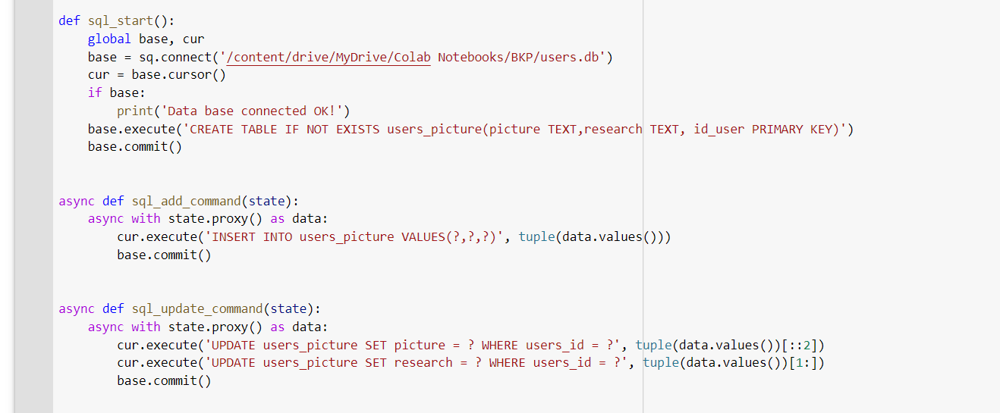 def sql_start():
    global base, cur
    base = sq.connect('/content/drive/MyDrive/Colab Notebooks/BKP/users.db')
    cur = base.cursor()
    if base:
        print('Data base connected OK!')
    base.execute('CREATE TABLE IF NOT EXISTS users_picture(picture TEXT,research TEXT, id_user PRIMARY KEY)')
    base.commit()
async def sql_add_command(state):
    async with state.proxy() as data:
        cur.execute('INSERT INTO users_picture VALUES(?,?,?)', tuple(data.values()))
        base.commit()
async def sql_update_command(state):
    async with state.proxy() as data:
        cur.execute('UPDATE users_picture SET picture = ? WHERE users_id = ?', tuple(data.values())[::2])
        cur.execute('UPDATE users_picture SET research = ? WHERE users_id = ?', tuple(data.values())[1:])
        base.commit()